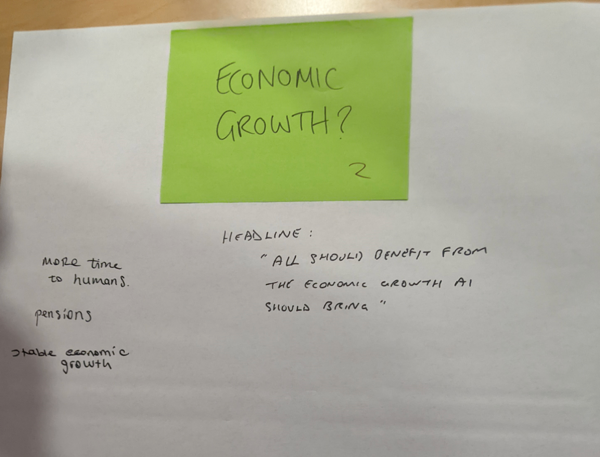 ECONOMIC
GROWTH?
2
HEADLINE:
"ALL SHOULD BENEFIT FROM
THE ECONOMIC GROWTH AI
SHOULD BRING"
more time
to humans.
pensions
stable economic
growth